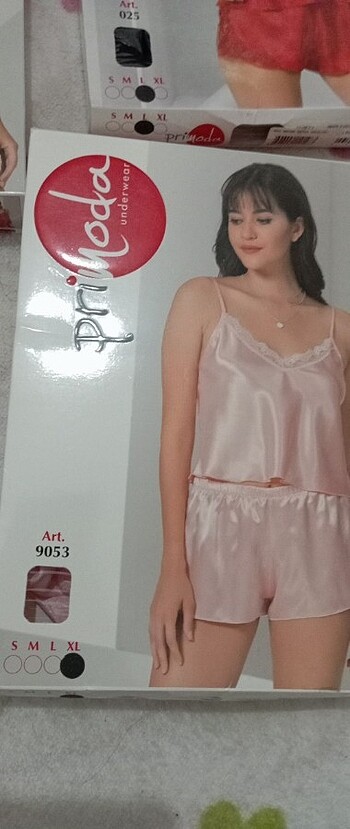 Art.
025
S M L XL
S M L XL
primoda
primoda
underwear
Art.
9053
S M L XL